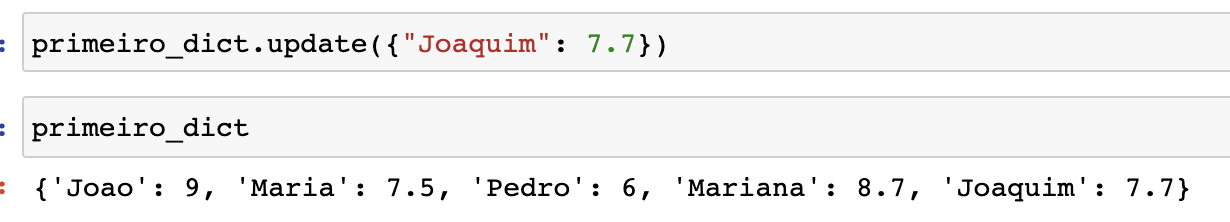 primeiro_dict.update({"Joaquim": 7.7})
primeiro_dict
{'Joao': 9, 'Maria': 7.5, 'Pedro': 6, 'Mariana': 8.7, 'Joaquim': 7.7}